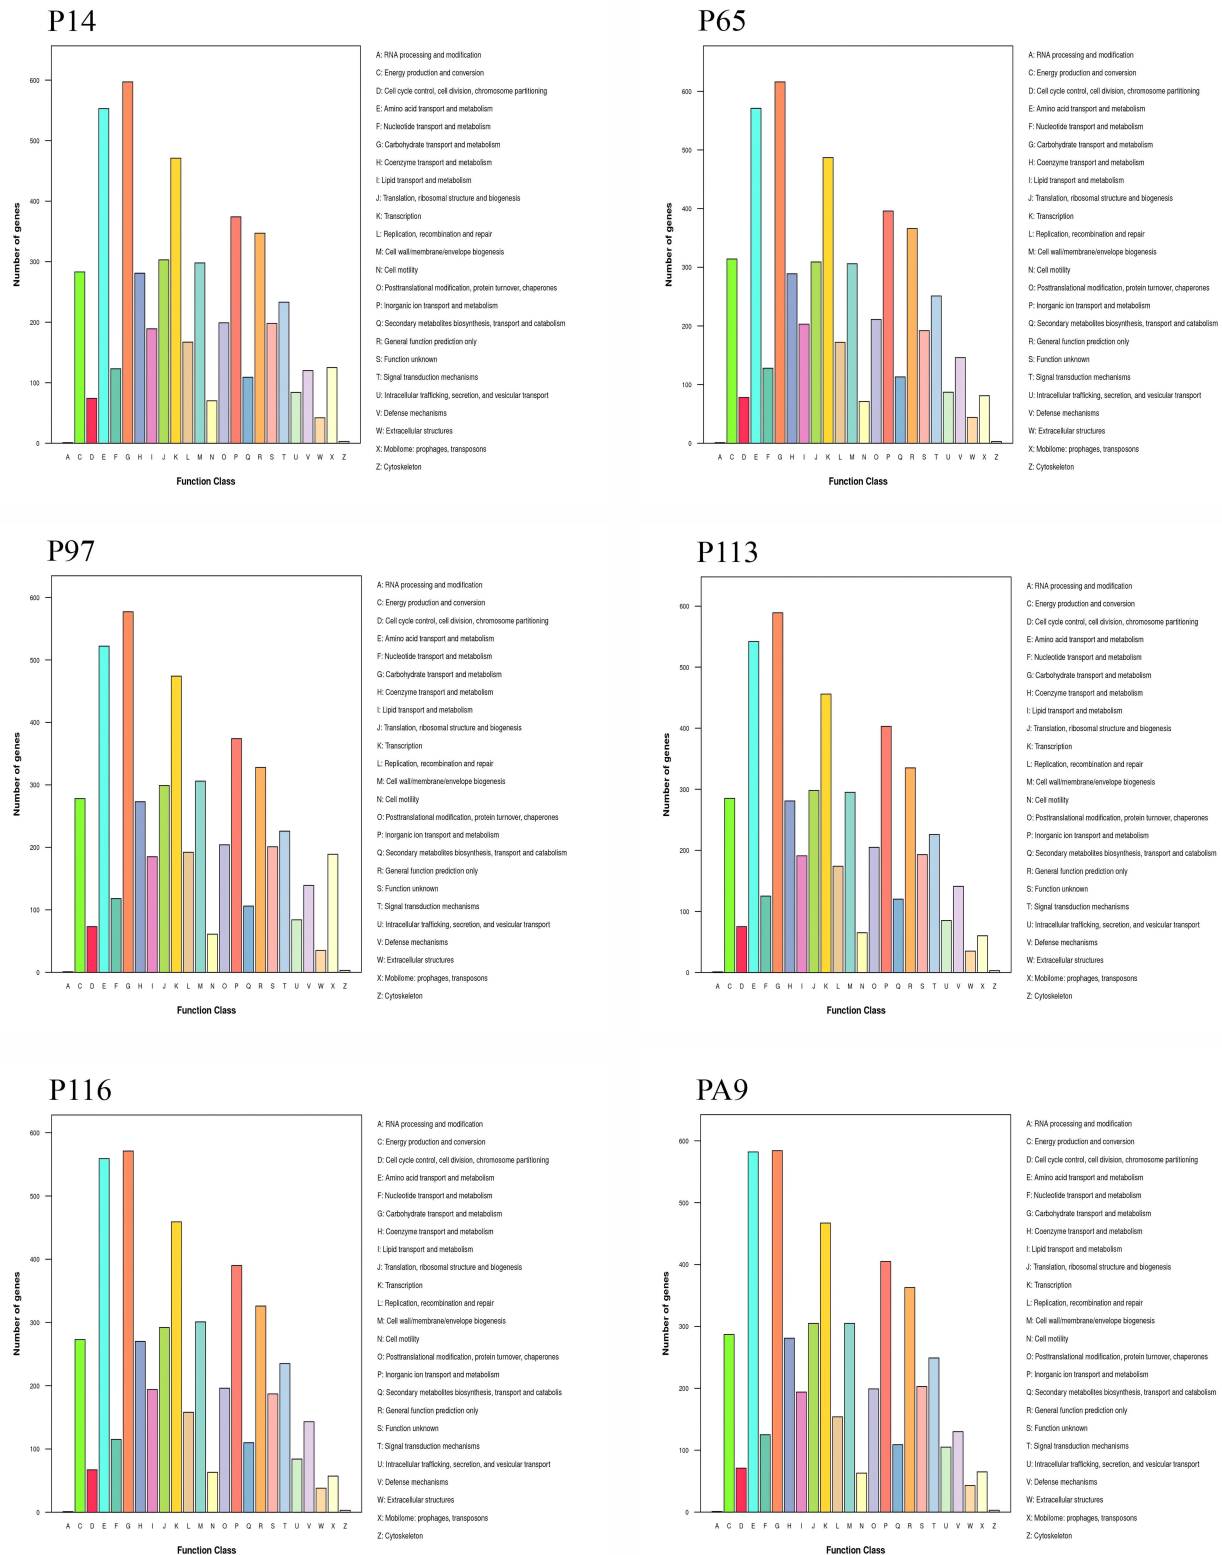 P14
Number of genes
600
500
400
300
200
100
0
A C D E F G H I J K L M N O P Q R S T U V W X Z
Function Class
A: RNA processing and modification
C: Energy production and conversion
D: Cell cycle control, cell division, chromosome partitioning
E: Amino acid transport and metabolism
F: Nucleotide transport and metabolism
G: Carbohydrate transport and metabolism
H: Coenzyme transport and metabolism
I: Lipid transport and metabolism
J: Translation, ribosomal structure and biogenesis
K: Transcription
L: Replication, recombination and repair
M: Cell wall/membrane/envelope biogenesis
N: Cell motility
O: Posttranslational modification, protein turnover, chaperones
P: Inorganic ion transport and metabolism
Q: Secondary metabolites biosynthesis, transport and catabolism
R: General function prediction only
S: Function unknown
T: Signal transduction mechanisms
U: Intracellular trafficking, secretion, and vesicular transport
V: Defense mechanisms
W: Extracellular structures
X: Mobilome: prophages, transposons
Z: Cytoskeleton
P65
Number of genes
600
500
400
300
200
100
0
A C D E F G H I J K L M N O P Q R S T U V W X Z
Function Class
A: RNA processing and modification
C: Energy production and conversion
D: Cell cycle control, cell division, chromosome partitioning
E: Amino acid transport and metabolism
F: Nucleotide transport and metabolism
G: Carbohydrate transport and metabolism
H: Coenzyme transport and metabolism
I: Lipid transport and metabolism
J: Translation, ribosomal structure and biogenesis
K: Transcription
L: Replication, recombination and repair
M: Cell wall/membrane/envelope biogenesis
N: Cell motility
O: Posttranslational modification, protein turnover, chaperones
P: Inorganic ion transport and metabolism
Q: Secondary metabolites biosynthesis, transport and catabolism
R: General function prediction only
S: Function unknown
T: Signal transduction mechanisms
U: Intracellular trafficking, secretion, and vesicular transport
V: Defense mechanisms
W: Extracellular structures
X: Mobilome: prophages, transposons
Z: Cytoskeleton
P97
Number of genes
600
500
400
300
200
100
0
A C D E F G H I J K L M N O P Q R S T U V W X Z
Function Class
A: RNA processing and modification
C: Energy production and conversion
D: Cell cycle control, cell division, chromosome partitioning
E: Amino acid transport and metabolism
F: Nucleotide transport and metabolism
G: Carbohydrate transport and metabolism
H: Coenzyme transport and metabolism
I: Lipid transport and metabolism
J: Translation, ribosomal structure and biogenesis
K: Transcription
L: Replication, recombination and repair
M: Cell wall/membrane/envelope biogenesis
N: Cell motility
O: Posttranslational modification, protein turnover, chaperones
P: Inorganic ion transport and metabolism
Q: Secondary metabolites biosynthesis, transport and catabolism
R: General function prediction only
S: Function unknown
T: Signal transduction mechanisms
U: Intracellular trafficking, secretion, and vesicular transport
V: Defense mechanisms
W: Extracellular structures
X: Mobilome: prophages, transposons
Z: Cytoskeleton
P113
Number of genes
600
500
400
300
200
100
0
A C D E F G H I J K L M N O P Q R S T U V W X Z
Function Class
A: RNA processing and modification
C: Energy production and conversion
D: Cell cycle control, cell division, chromosome partitioning
E: Amino acid transport and metabolism
F: Nucleotide transport and metabolism
G: Carbohydrate transport and metabolism
H: Coenzyme transport and metabolism
I: Lipid transport and metabolism
J: Translation, ribosomal structure and biogenesis
K: Transcription
L: Replication, recombination and repair
M: Cell wall/membrane/envelope biogenesis
N: Cell motility
O: Posttranslational modification, protein turnover, chaperones
P: Inorganic ion transport and metabolism
Q: Secondary metabolites biosynthesis, transport and catabolism
R: General function prediction only
S: Function unknown
T: Signal transduction mechanisms
U: Intracellular trafficking, secretion, and vesicular transport
V: Defense mechanisms
W: Extracellular structures
X: Mobilome: prophages, transposons
Z: Cytoskeleton
P116
Number of genes
600
500
400
300
200
100
0
A C D E F G H I J K L M N O P Q R S T U V W X Z
Function Class
A: RNA processing and modification
C: Energy production and conversion
D: Cell cycle control, cell division, chromosome partitioning
E: Amino acid transport and metabolism
F: Nucleotide transport and metabolism
G: Carbohydrate transport and metabolism
H: Coenzyme transport and metabolism
I: Lipid transport and metabolism
J: Translation, ribosomal structure and biogenesis
K: Transcription
L: Replication, recombination and repair
M: Cell wall/membrane/envelope biogenesis
N: Cell motility
O: Posttranslational modification, protein turnover, chaperones
P: Inorganic ion transport and metabolism
Q: Secondary metabolites biosynthesis, transport and catabolis
R: General function prediction only
S: Function unknown
T: Signal transduction mechanisms
U: Intracellular trafficking, secretion, and vesicular transport
V: Defense mechanisms
W: Extracellular structures
X: Mobilome: prophages, transposons
Z: Cytoskeleton
PA9
Number of genes
600
500
400
300
200
100
0
A C D E F G H I J K L M N O P Q R S T U V W X Z
Function Class
A: RNA processing and modification
C: Energy production and conversion
D: Cell cycle control, cell division, chromosome partitioning
E: Amino acid transport and metabolism
F: Nucleotide transport and metabolism
G: Carbohydrate transport and metabolism
H: Coenzyme transport and metabolism
I: Lipid transport and metabolism
J: Translation, ribosomal structure and biogenesis
K: Transcription
L: Replication, recombination and repair
M: Cell wall/membrane/envelope biogenesis
N: Cell motility
O: Posttranslational modification, protein turnover, chaperones
P: Inorganic ion transport and metabolism
Q: Secondary metabolites biosynthesis, transport and catabolism
R: General function prediction only
S: Function unknown
T: Signal transduction mechanisms
U: Intracellular trafficking, secretion, and vesicular transport
V: Defense mechanisms
W: Extracellular structures
X: Mobilome: prophages, transposons
Z: Cytoskeleton